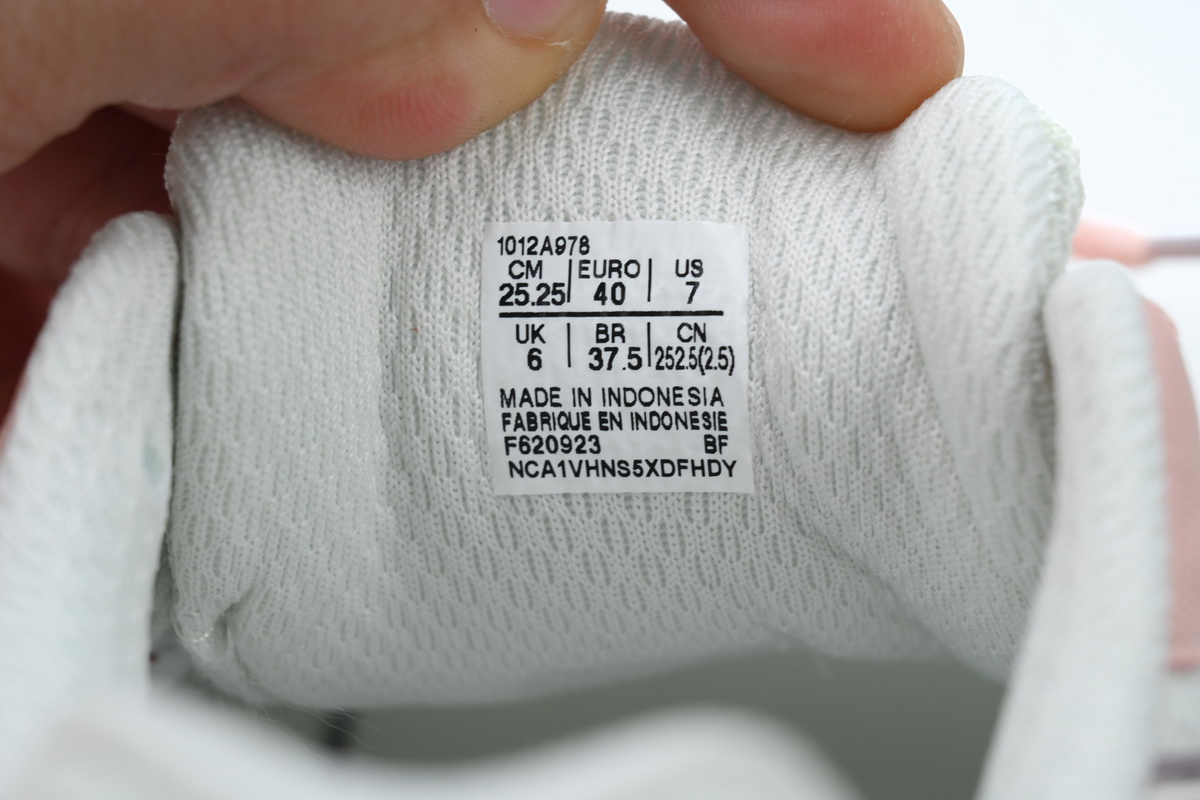 1012A978
CM | EURO | US
25.25 | 40 | 7
UK | BR | CN
6 | 37.5 | 252.5(2.5)
MADE IN INDONESIA
FABRIQUE EN INDONESIE
F620923 BF
NCA1VHNS5XDFHDY